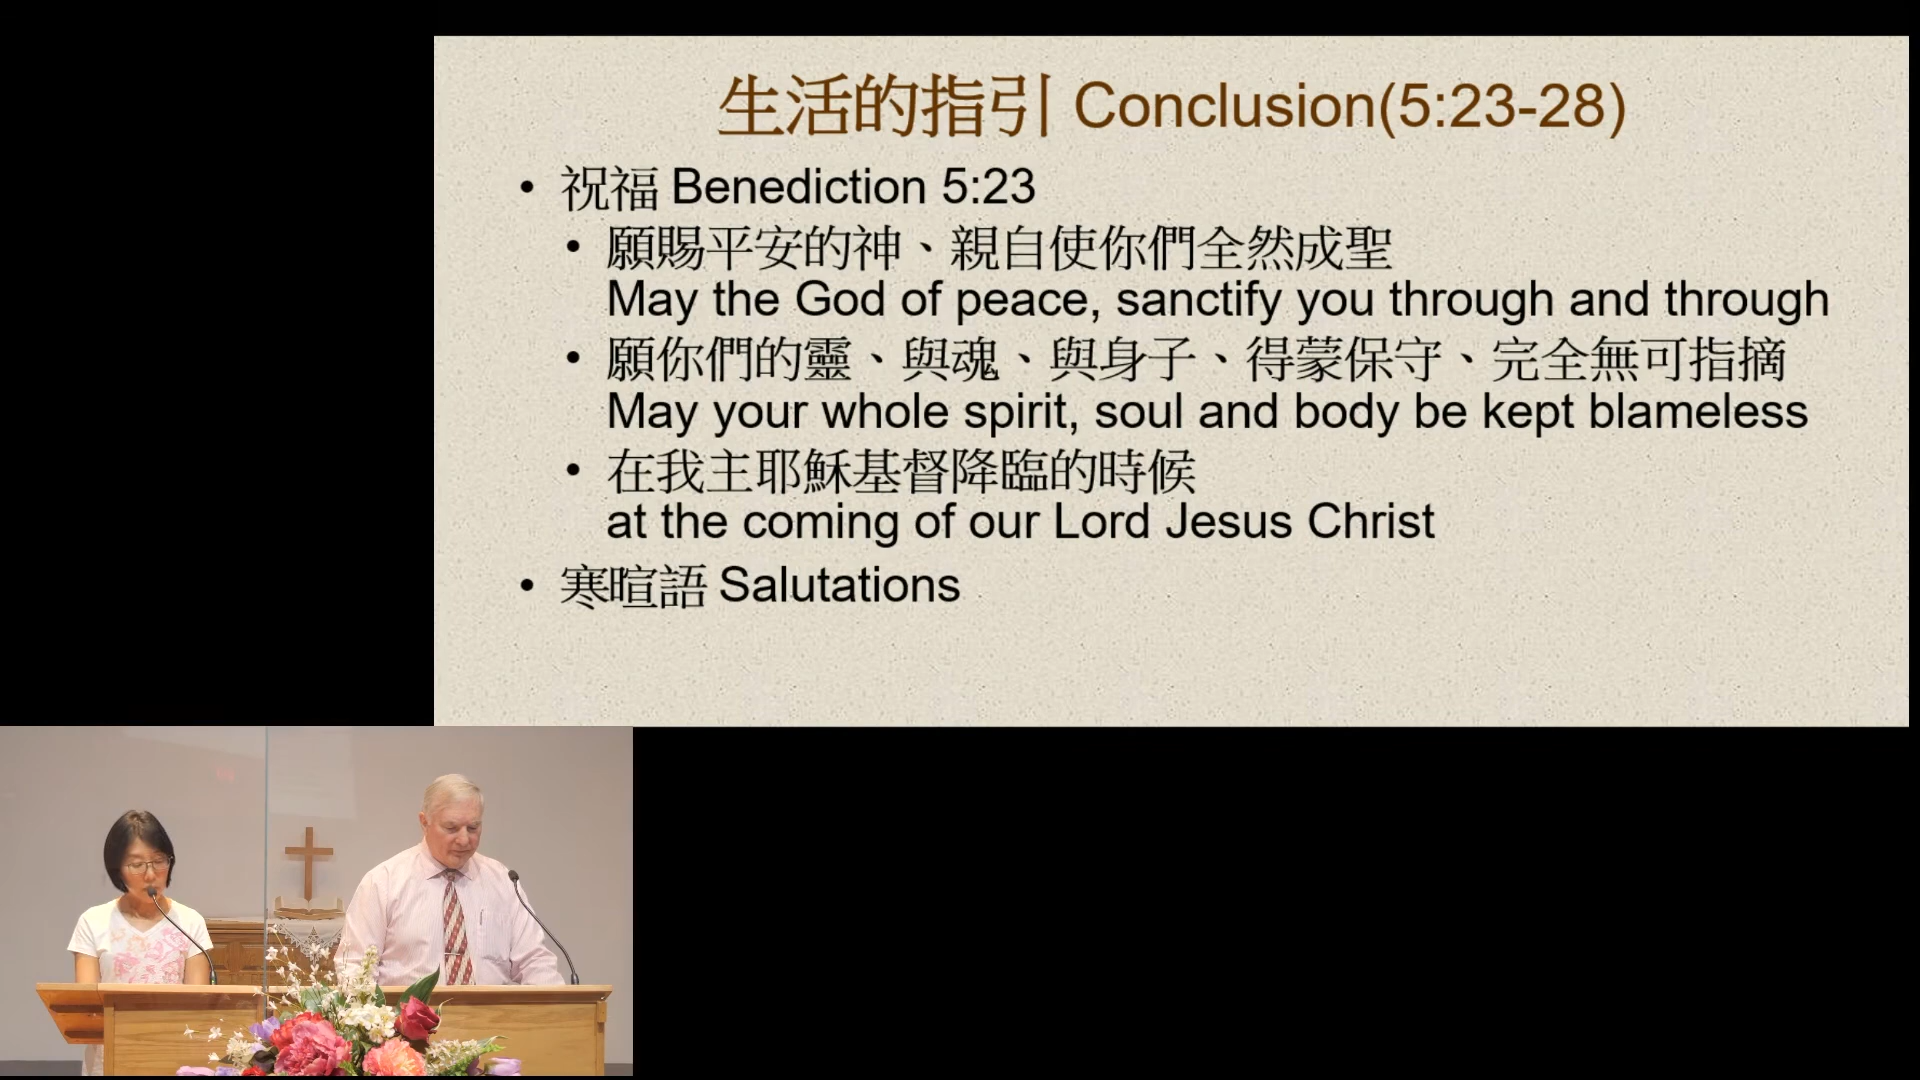 生活的指引 Conclusion(5:23-28)
• 祝福 Benediction 5:23
• 願賜平安的神、親自使你們全然成聖
May the God of peace, sanctify you through and through
• 願你們的靈、與魂、與身子、得蒙保守、完全無可指摘
May your whole spirit, soul and body be kept blameless
• 在我主耶穌基督降臨的時候
at the coming of our Lord Jesus Christ
• 寒暄語 Salutations